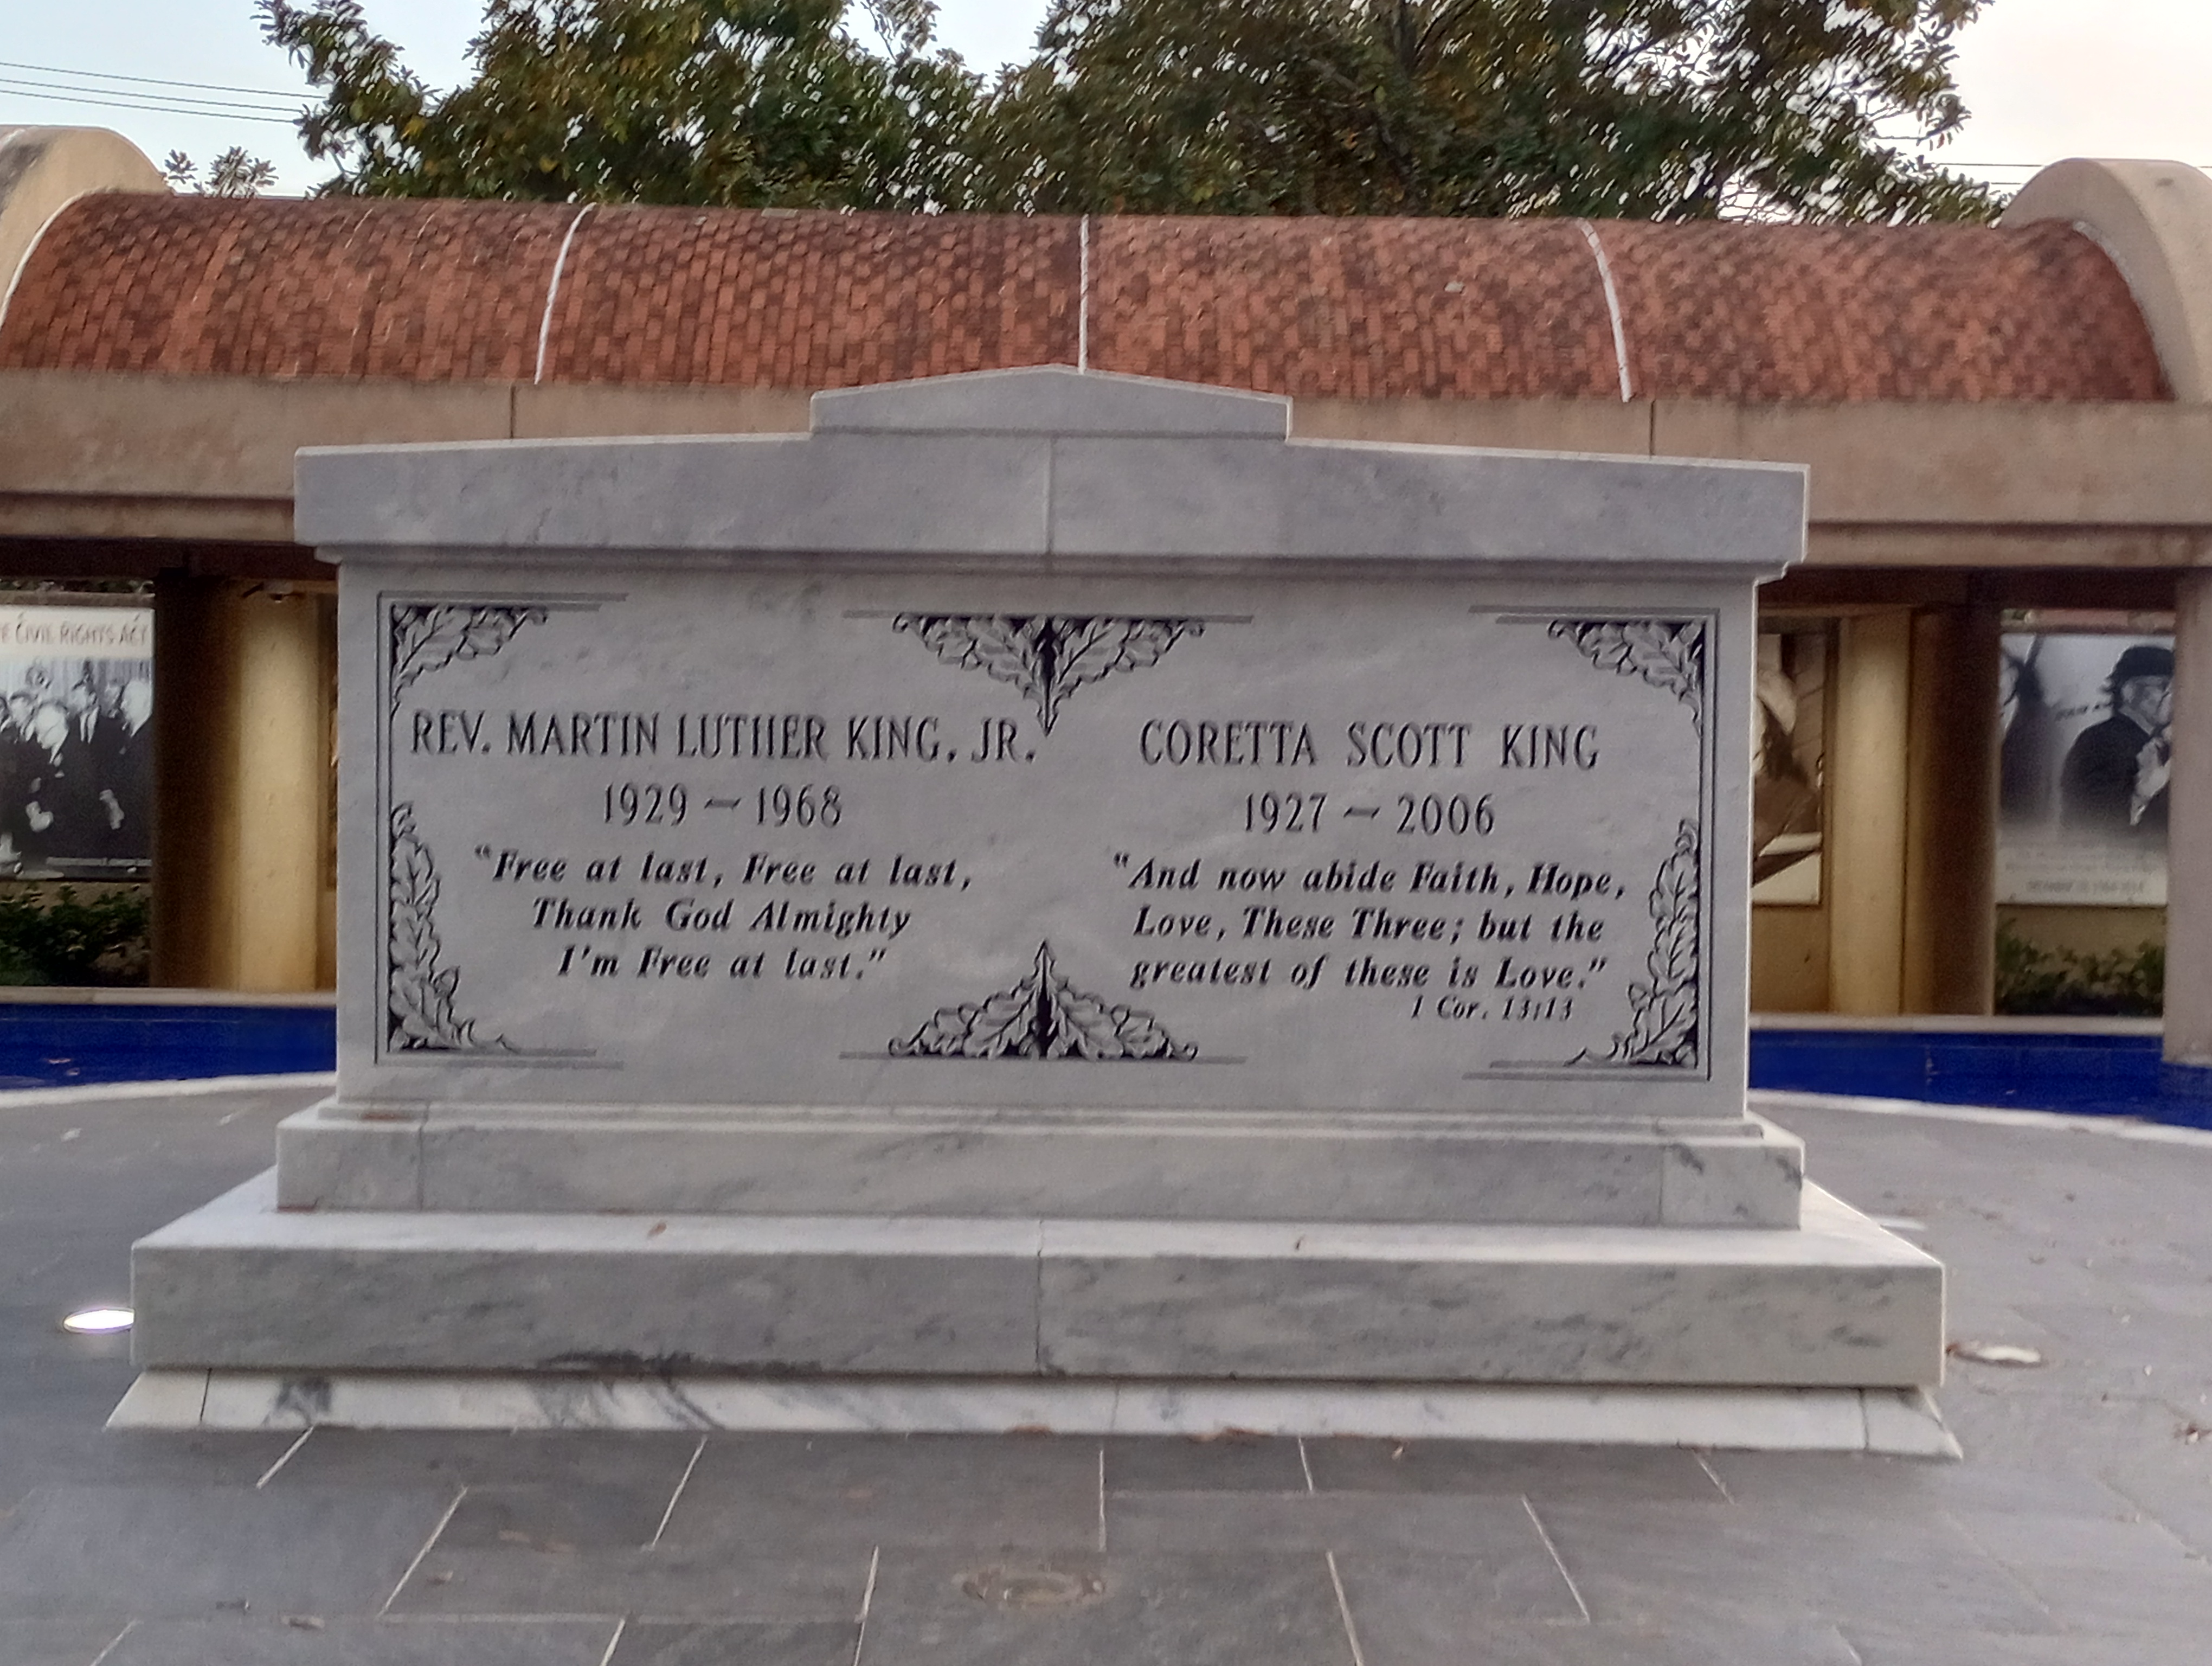 E CIVIL RIGHTS ACT
REV. MARTIN LUTHER KING, JR.
1929 — 1968
"Free at last, Free at last,
Thank God Almighty
I'm Free at last."
CORETTA SCOTT KING
1927 — 2006
"And now abide Faith, Hope,
Love, These Three; but the
greatest of these is Love."
1 Cor. 13:13